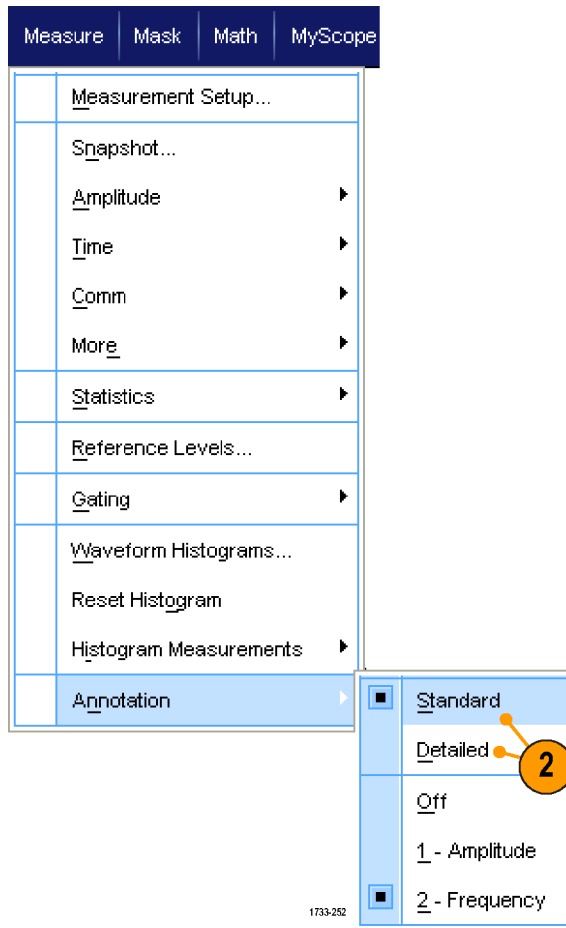 Measure Mask Math MyScope
Measurement Setup...
Snapshot...
Amplitude
Time
Comm
More
Statistics
Reference Levels...
Gating
Waveform Histograms...
Reset Histogram
Histogram Measurements
Annotation
Standard
Detailed
2
Off
1 - Amplitude
2 - Frequency
1733-252